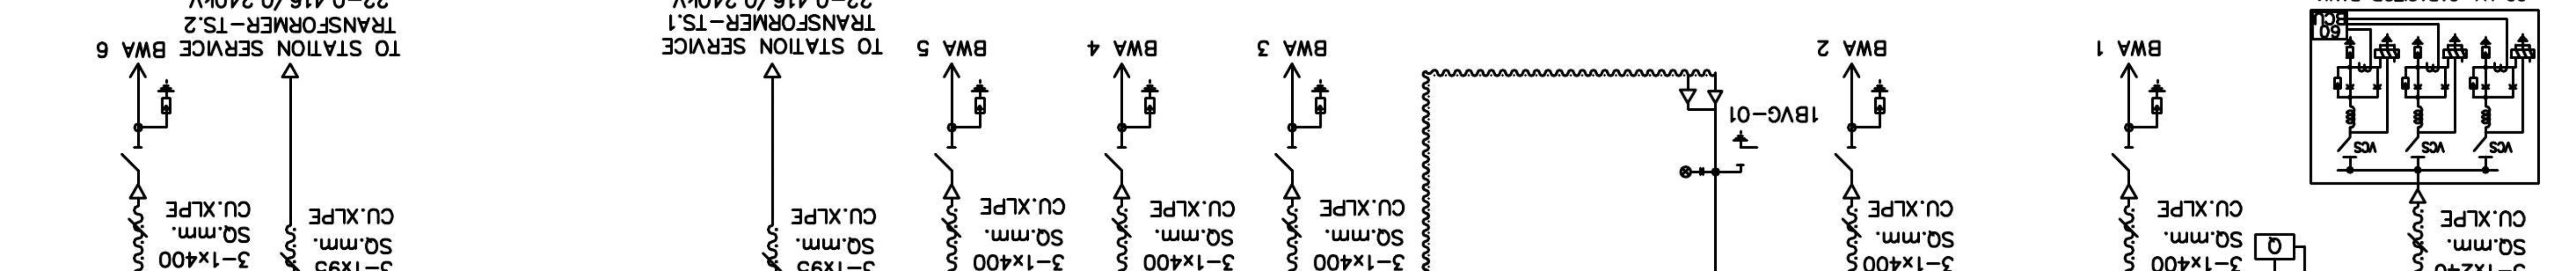 3-1x240
SQ.mm.
CU.XLPE
VCS
VCS
VCS
60
BCU
Q
3-1x400
SQ.mm.
CU.XLPE
BWA 1
3-1x400
SQ.mm.
CU.XLPE
BWA 2
1BVG-01
3-1x400
SQ.mm.
CU.XLPE
BWA 3
3-1x400
SQ.mm.
CU.XLPE
BWA 4
3-1x400
SQ.mm.
CU.XLPE
BWA 5
3-1x95
SQ.mm.
CU.XLPE
TO STATION SERVICE
TRANSFORMER-TS.1
22-0.416/0.240kV
3-1x95
SQ.mm.
CU.XLPE
TO STATION SERVICE
TRANSFORMER-TS.2
22-0.416/0.240kV
3-1x400
SQ.mm.
CU.XLPE
BWA 6